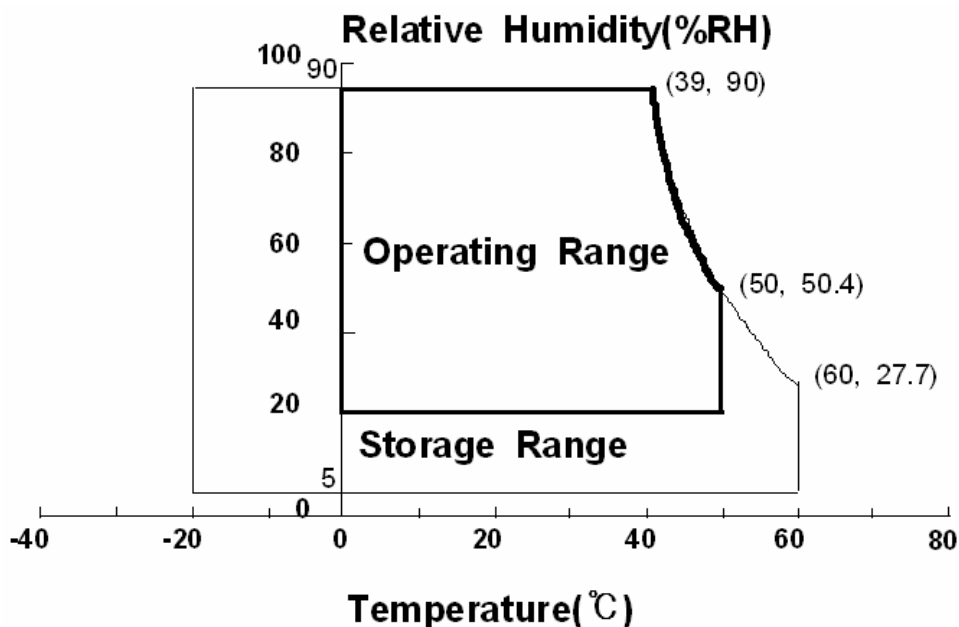 Relative Humidity(%RH)
100
90
(39, 90)
80
60
Operating Range
(50, 50.4)
40
(60, 27.7)
20
Storage Range
5
0
-40 -20 0 20 40 60 80
Temperature(℃)